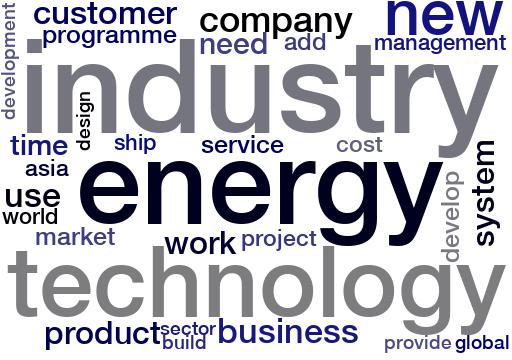 development
customer
company
new
programme
need
add
management
industry
design
time
ship
service
cost
asia
energy
system
use
world
develop
market
work
project
technology
product
sector
business
build
provide
global